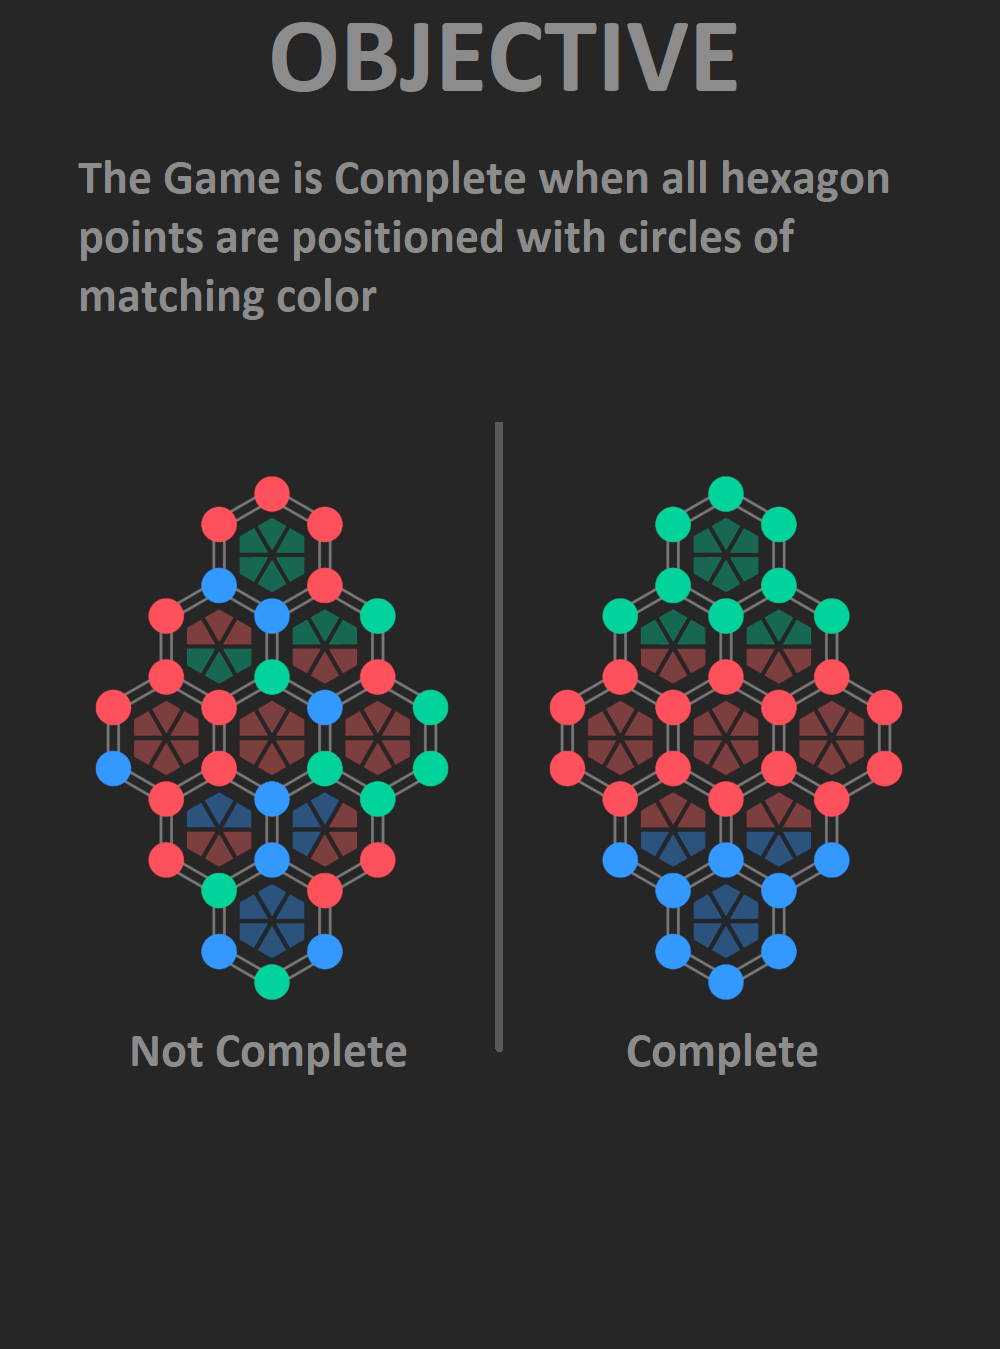 OBJECTIVE
The Game is Complete when all hexagon
points are positioned with circles of
matching color
Not Complete
Complete